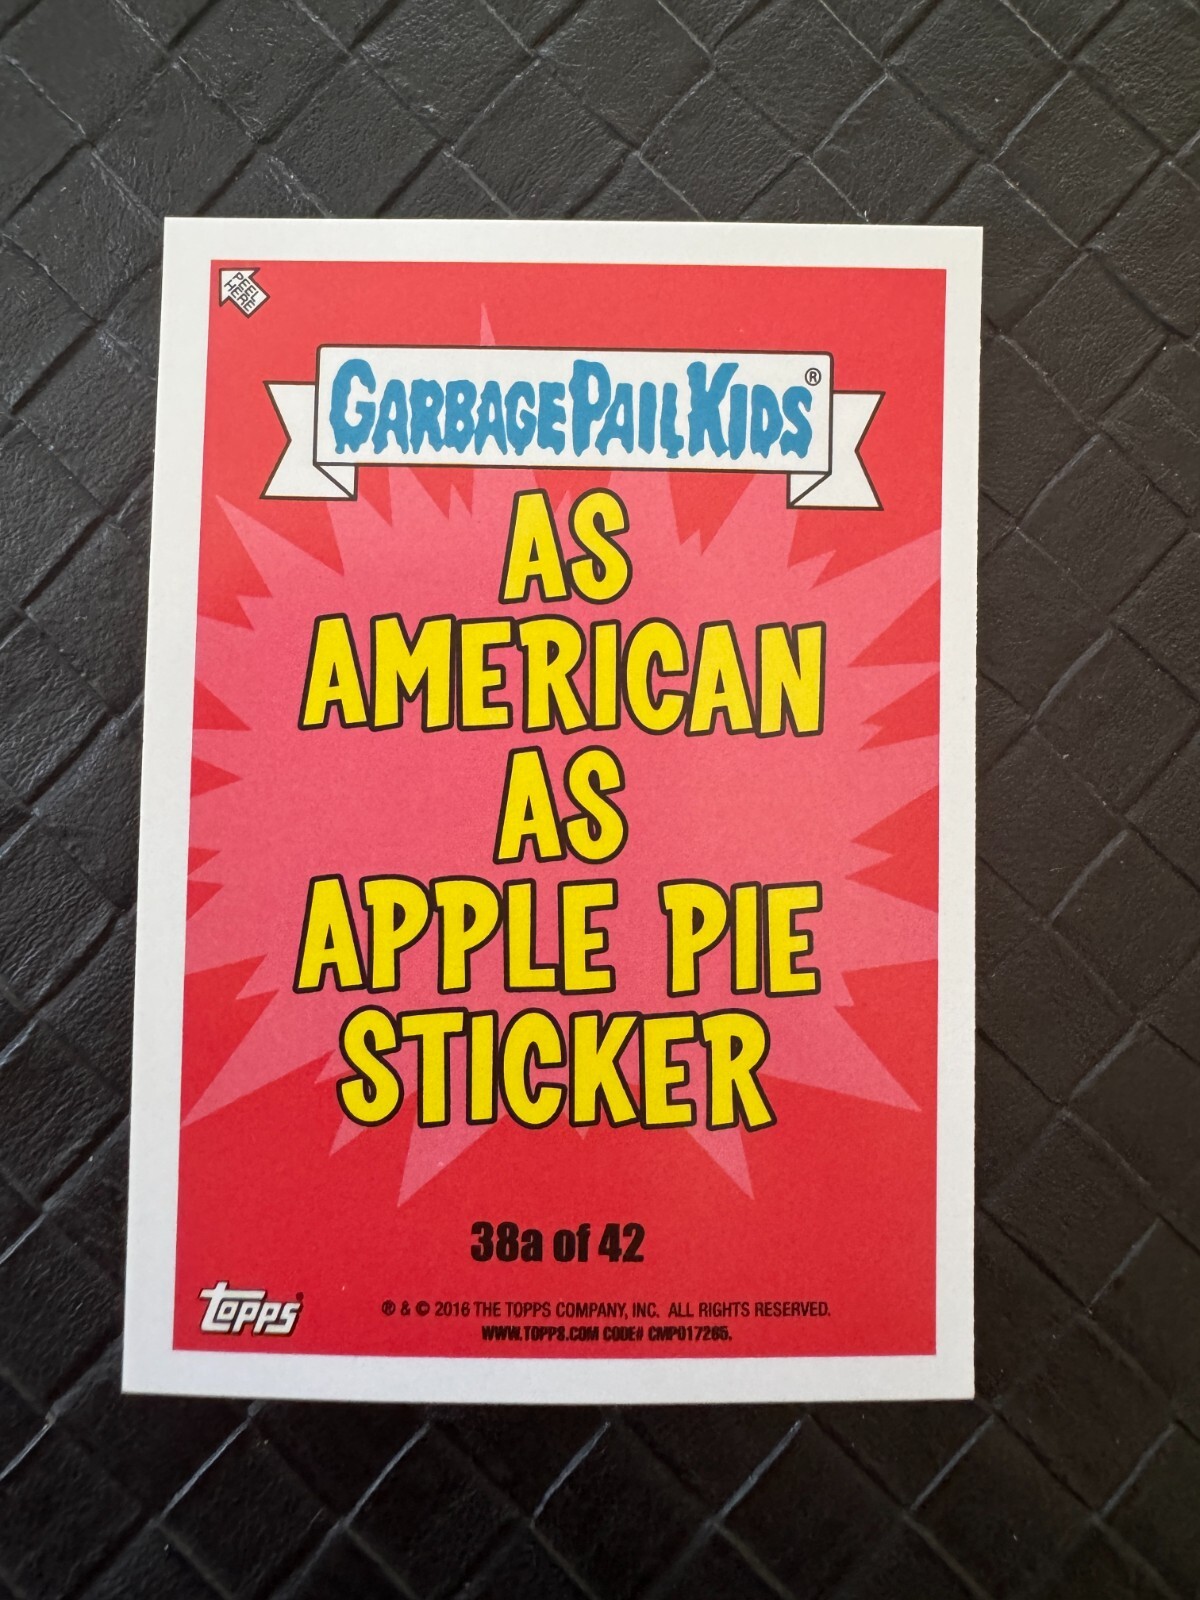 PEEL
HERE
GARBAGE PAIL KIDS®
AS
AMERICAN
AS
APPLE PIE
STICKER
38a of 42
topps
® & © 2016 THE TOPPS COMPANY, INC. ALL RIGHTS RESERVED.
WWW.TOPPS.COM CODE# CMP017265.